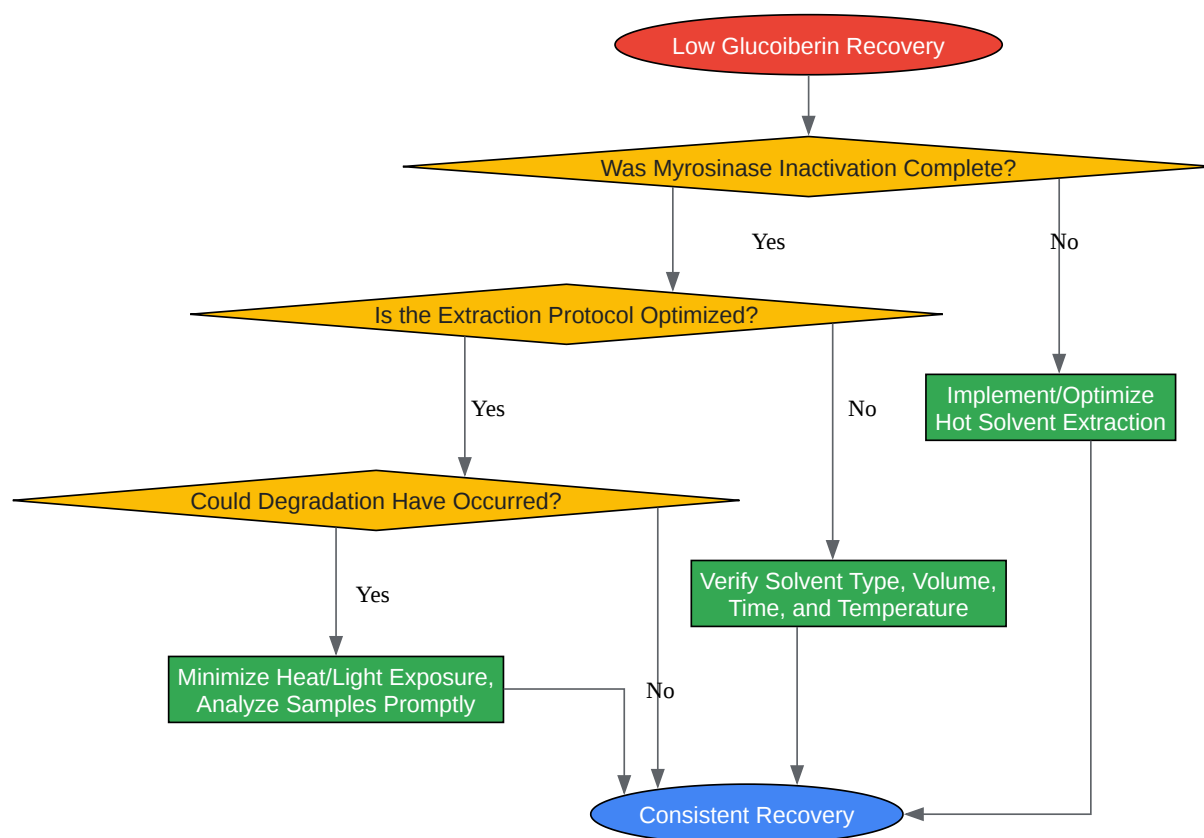 Low Glucoiberin Recovery
Was Myrosinase Inactivation Complete?
Yes
No
Is the Extraction Protocol Optimized?
Yes
No
Implement/Optimize
Hot Solvent Extraction
Could Degradation Have Occurred?
Yes
No
Verify Solvent Type, Volume,
Time, and Temperature
Minimize Heat/Light Exposure,
Analyze Samples Promptly
Consistent Recovery